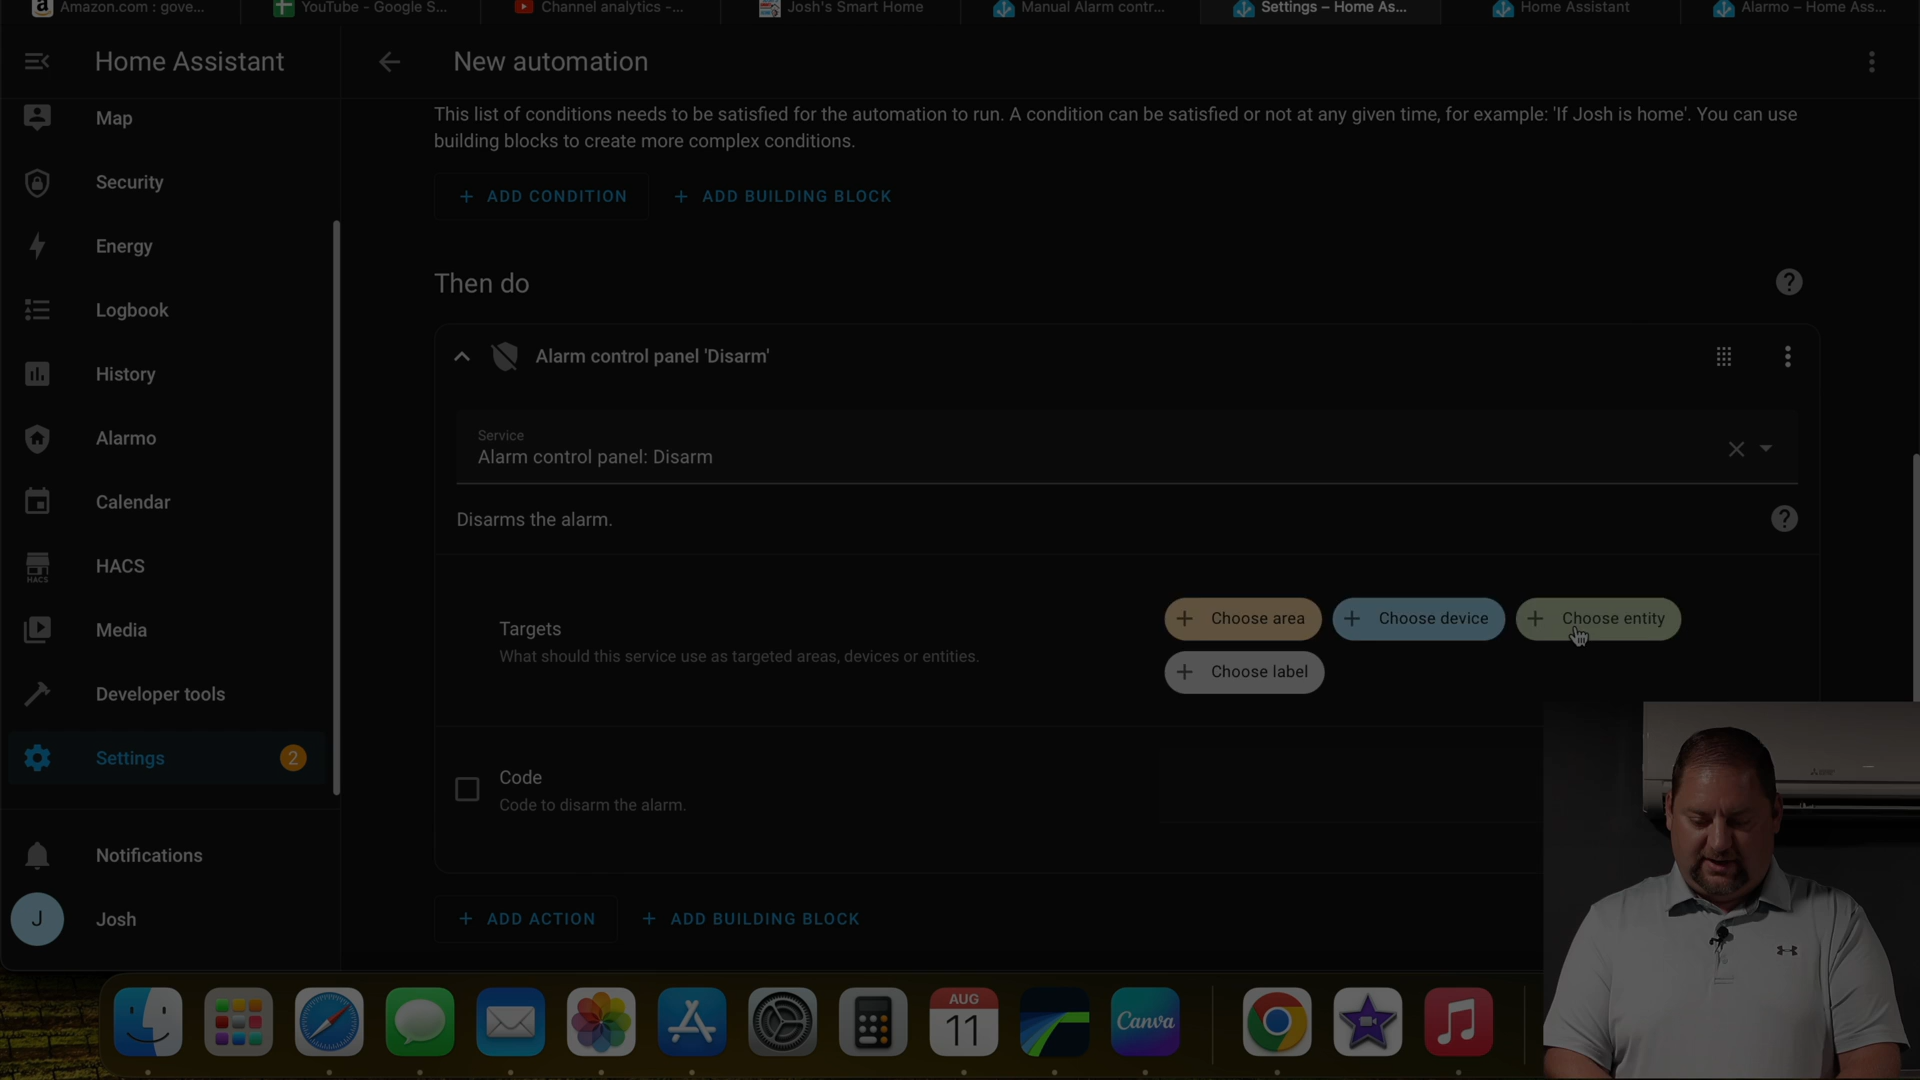 Amazon.com : gove...
YouTube - Google S...
Channel analytics -...
Josh's Smart Home
Manual Alarm contr...
Settings – Home As...
Home Assistant
Alarmo – Home Ass...
Home Assistant
New automation
Map
Security
Energy
Logbook
History
Alarmo
Calendar
HACS
HACS
Media
Developer tools
Settings
2
Notifications
J
Josh
This list of conditions needs to be satisfied for the automation to run. A condition can be satisfied or not at any given time, for example: 'If Josh is home'. You can use
building blocks to create more complex conditions.
+ ADD CONDITION
+ ADD BUILDING BLOCK
Then do
Alarm control panel 'Disarm'
Service
Alarm control panel: Disarm
Disarms the alarm.
Targets
What should this service use as targeted areas, devices or entities.
+ Choose area
+ Choose device
+ Choose entity
+ Choose label
Code
Code to disarm the alarm.
+ ADD ACTION
+ ADD BUILDING BLOCK
AUG
11
Canva